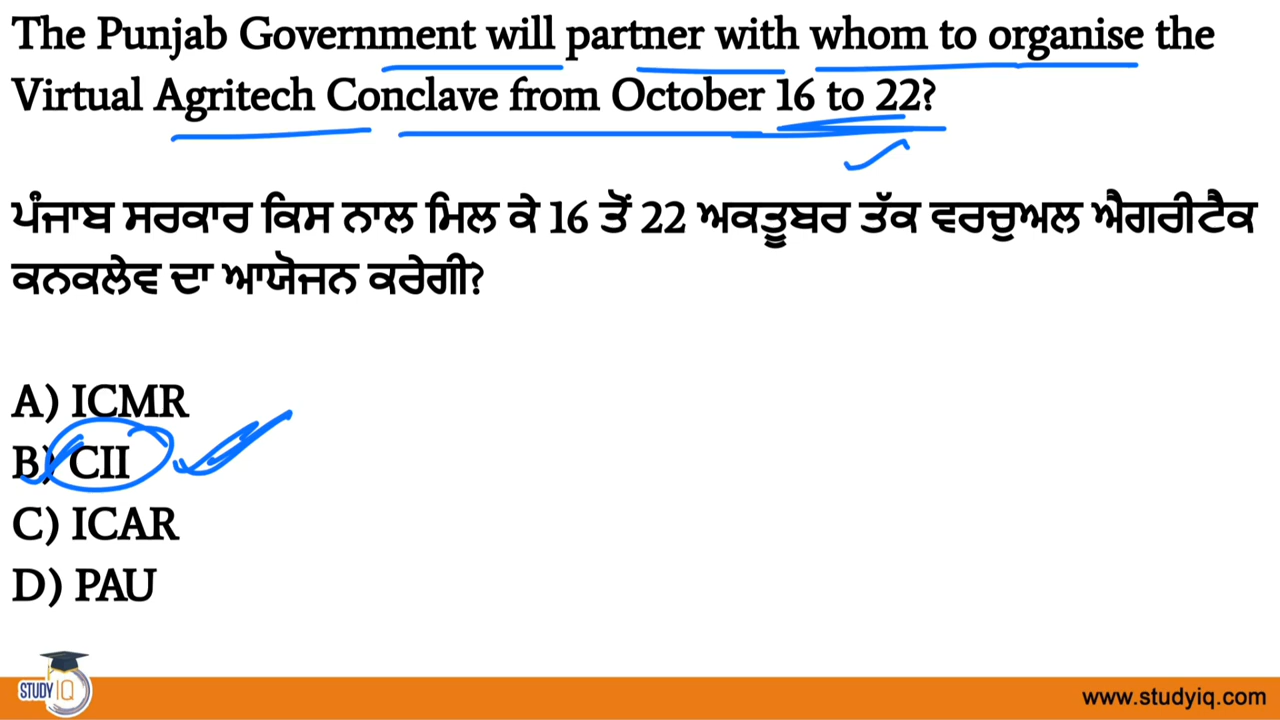 The Punjab Government will partner with whom to organise the
Virtual Agritech Conclave from October 16 to 22?
ਪੰਜਾਬ ਸਰਕਾਰ ਕਿਸ ਨਾਲ ਮਿਲ ਕੇ 16 ਤੋਂ 22 ਅਕਤੂਬਰ ਤੱਕ ਵਰਚੁਅਲ ਐਗਰੀਟੈਕ
ਕਨਕਲੇਵ ਦਾ ਆਯੋਜਨ ਕਰੇਗੀ?
A) ICMR
B) CII
C) ICAR
D) PAU
STUDY IQ
www.studyiq.com